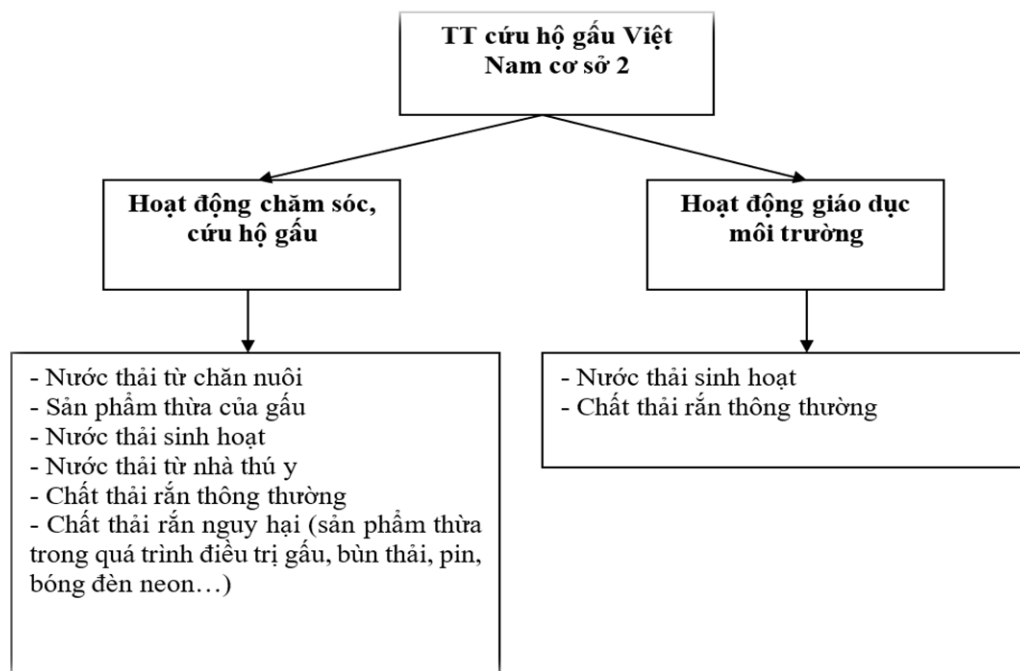 TT cứu hộ gấu Việt
Nam cơ sở 2
Hoạt động chăm sóc,
cứu hộ gấu
Hoạt động giáo dục
môi trường
- Nước thải từ chăn nuôi
- Sản phẩm thừa của gấu
- Nước thải sinh hoạt
- Nước thải từ nhà thú y
- Chất thải rắn thông thường
- Chất thải rắn nguy hại (sản phẩm thừa
trong quá trình điều trị gấu, bùn thải, pin,
bóng đèn neon…)
- Nước thải sinh hoạt
- Chất thải rắn thông thường